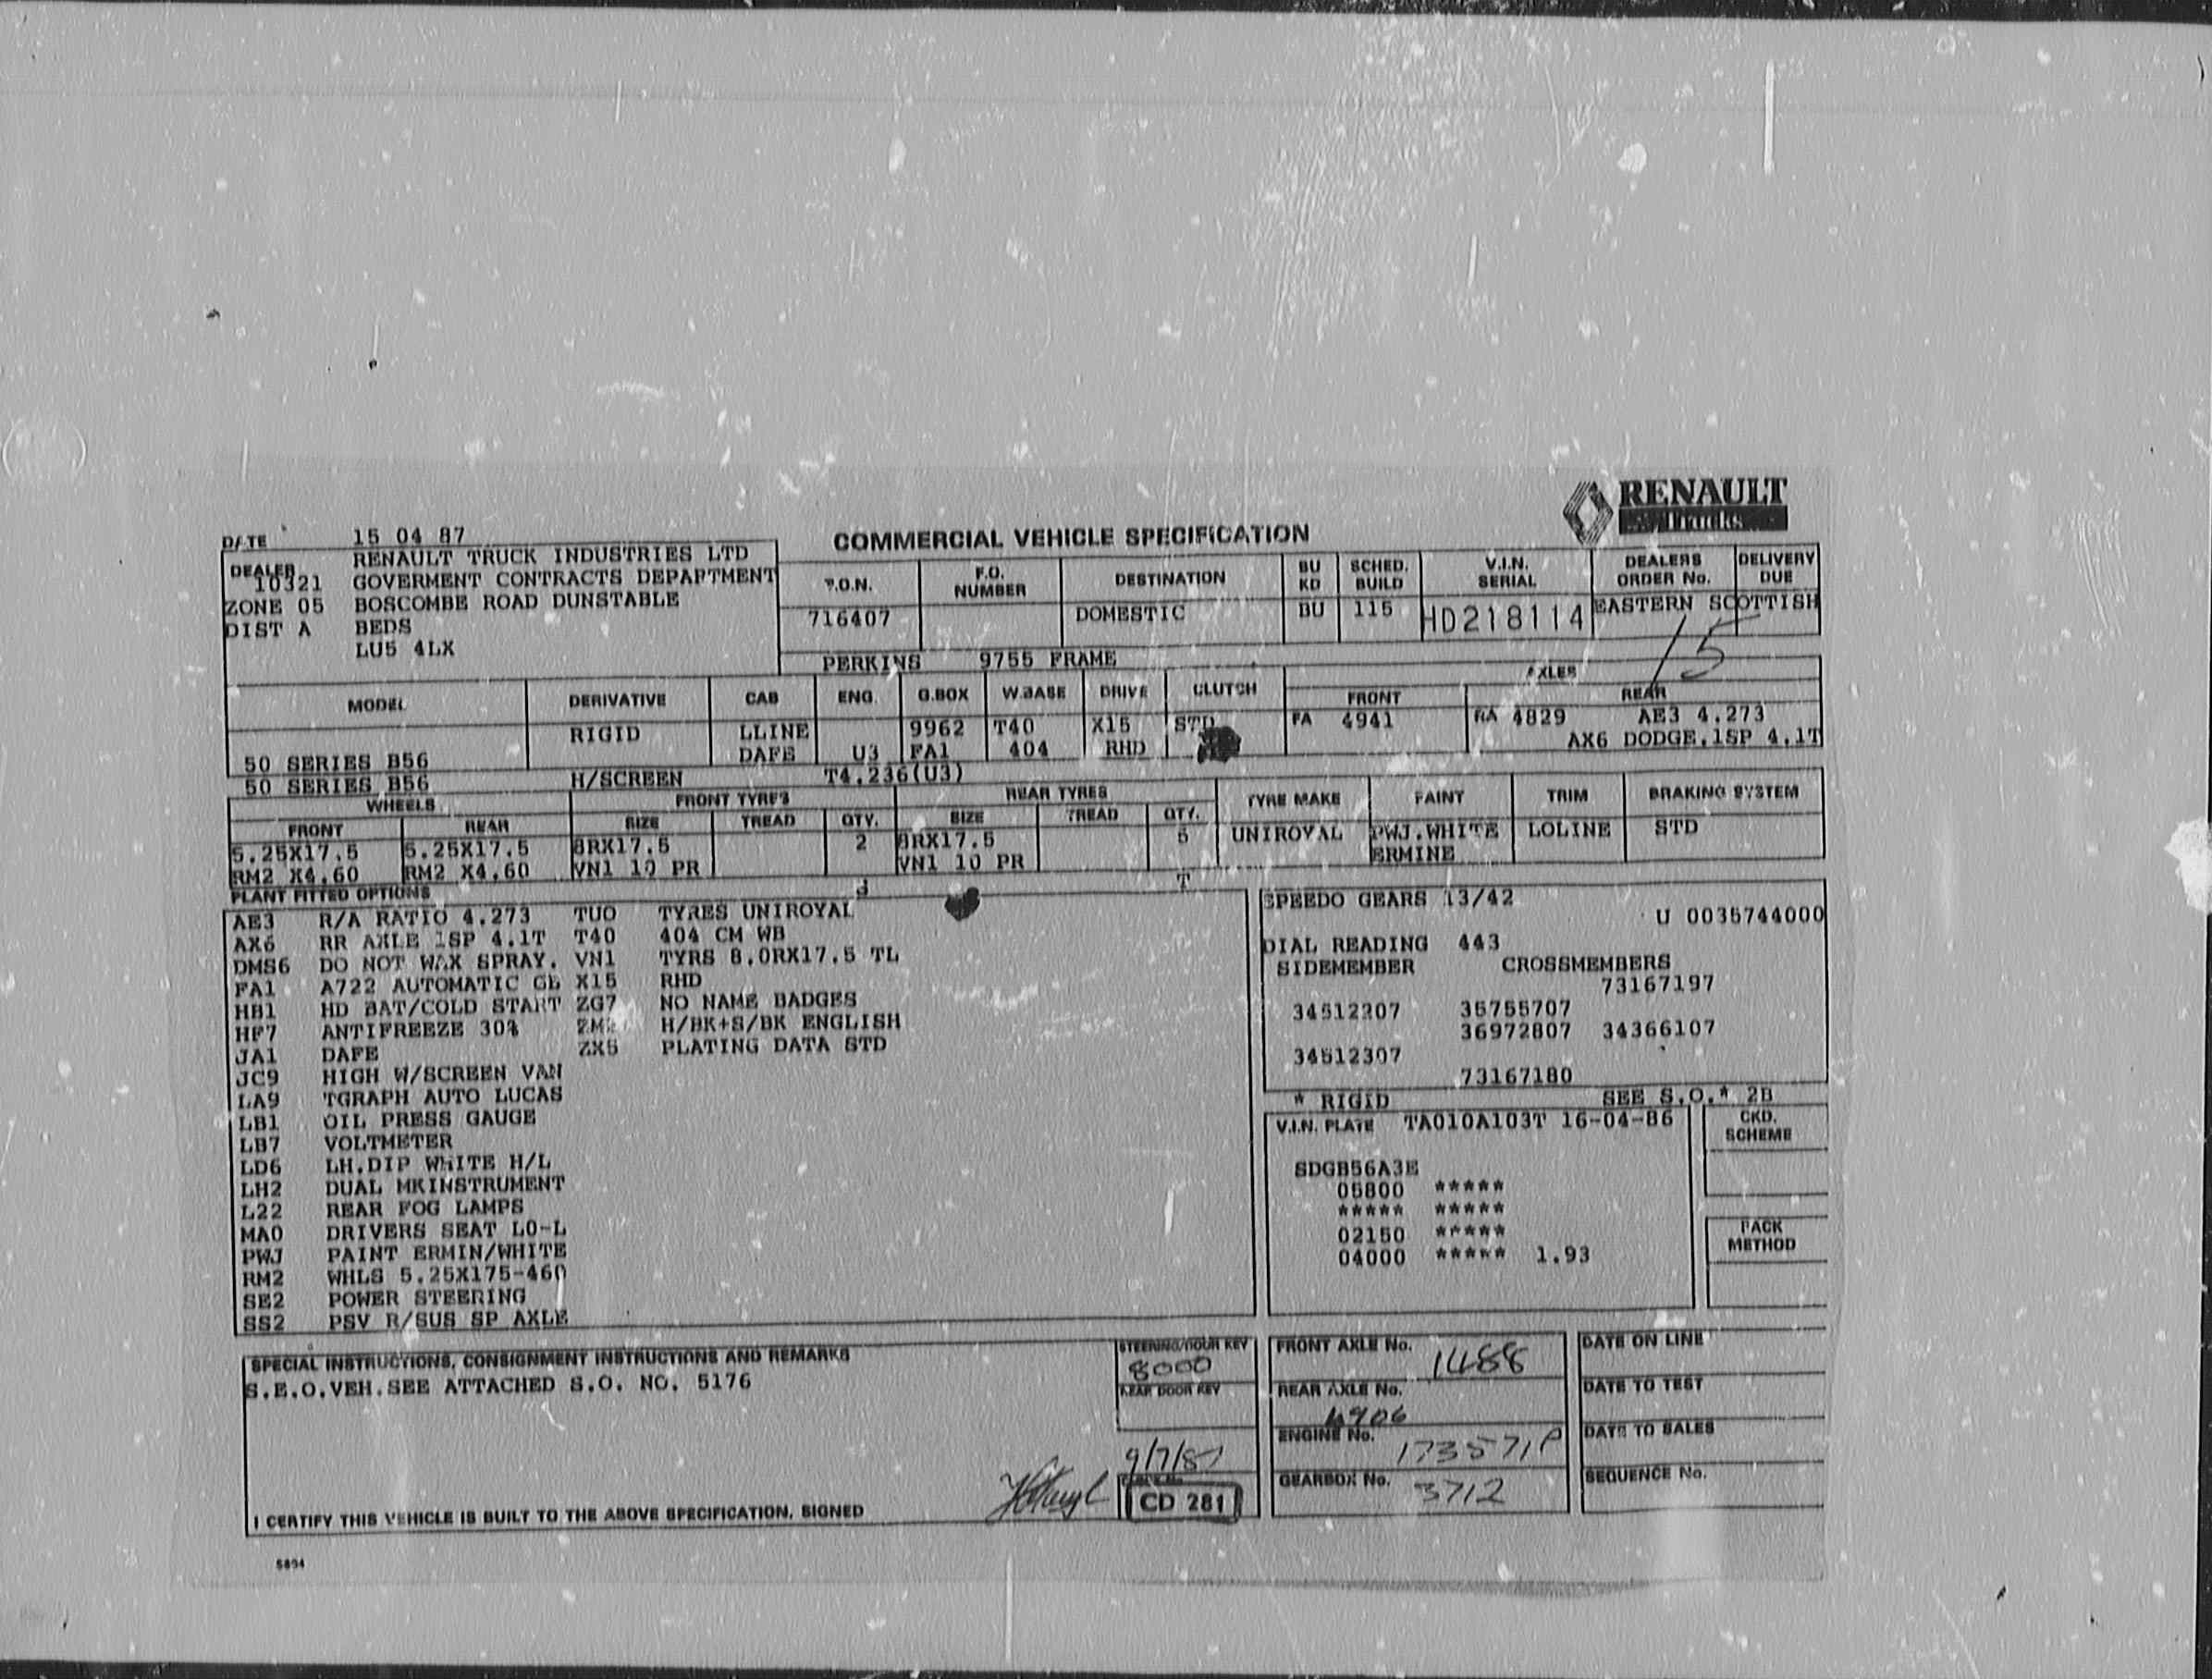 RENAULT
Trucks
DATE 15 04 87
COMMERCIAL VEHICLE SPECIFICATION
DEALER RENAULT TRUCK INDUSTRIES LTD
10321 GOVERMENT CONTRACTS DEPARTMENT
ZONE 05 BOSCOMBE ROAD DUNSTABLE
DIST A BEDS
LU5 4LX
P.O.N. F.O. NUMBER DESTINATION BU KD SCHED. BUILD V.I.N. SERIAL DEALERS ORDER No. DELIVERY DUE
716407 DOMESTIC BU 115 HD218114 EASTERN SCOTTISH
15
PERKINS 9755 FRAME
MODEL DERIVATIVE CAB ENG. G.BOX W.BASE DRIVE CLUTCH AXLES FRONT REAR
RIGID LLINE 9962 T40 X15 STD FA 4941 RA 4829 AE3 4.273
50 SERIES B56 DAFE U3 FA1 404 RHD AX6 DODGE,1SP 4.1T
50 SERIES B56 H/SCREEN T4.236(U3)
WHEELS FRONT TYRES REAR TYRES TYRE MAKE PAINT TRIM BRAKING SYSTEM
FRONT REAR SIZE TREAD QTY. SIZE TREAD QTY.
5.25X17.5 5.25X17.5 8RX17.5 2 8RX17.5 5 UNIROYAL PWJ.WHITE LOLINE STD
RM2 X4.60 RM2 X4.60 VN1 10 PR VN1 10 PR ERMINE
PLANT FITTED OPTIONS
AE3 R/A RATIO 4.273 TUO TYRES UNIROYAL
AX6 RR AXLE 1SP 4.1T T40 404 CM WB
DMS6 DO NOT WAX SPRAY. VN1 TYRS 8.0RX17.5 TL
FA1 A722 AUTOMATIC GB X15 RHD
HB1 HD BAT/COLD START ZG7 NO NAME BADGES
HF7 ANTIFREEZE 30% H/BK+S/BK ENGLISH
JA1 DAFE ZX5 PLATING DATA STD
JC9 HIGH W/SCREEN VAN
LA9 TGRAPH AUTO LUCAS
LB1 OIL PRESS GAUGE
LB7 VOLTMETER
LD6 LH.DIP WHITE H/L
LH2 DUAL MKINSTRUMENT
L22 REAR FOG LAMPS
MA0 DRIVERS SEAT LO-L
PWJ PAINT ERMIN/WHITE
RM2 WHLS 5.25X175-460
SE2 POWER STEERING
SS2 PSV R/SUS SP AXLE
SPEEDO GEARS 13/42
U 0035744000
DIAL READING 443
SIDEMEMBER CROSSMEMBERS
73167197
34512307 35755707
36972807 34366107
34512307
73167180
* RIGID SEE S.O.* 2B
V.I.N. PLATE TA010A103T 16-04-86
CKD. SCHEME
SDGB56A3E
05800 *****
***** *****
02150 *****
04000 ***** 1.93
PACK METHOD
SPECIAL INSTRUCTIONS, CONSIGNMENT INSTRUCTIONS AND REMARKS
S.E.O.VEH.SEE ATTACHED S.O. NO. 5176
STEERING/DOUR KEY
8000
REAR DOOR KEY
9/7/87
CD 281
I CERTIFY THIS VEHICLE IS BUILT TO THE ABOVE SPECIFICATION. SIGNED
FRONT AXLE No. 1488
REAR AXLE No.
4906
ENGINE No. 173571P
GEARBOX No. 3712
DATE ON LINE
DATE TO TEST
DATE TO SALES
SEQUENCE No.
5894